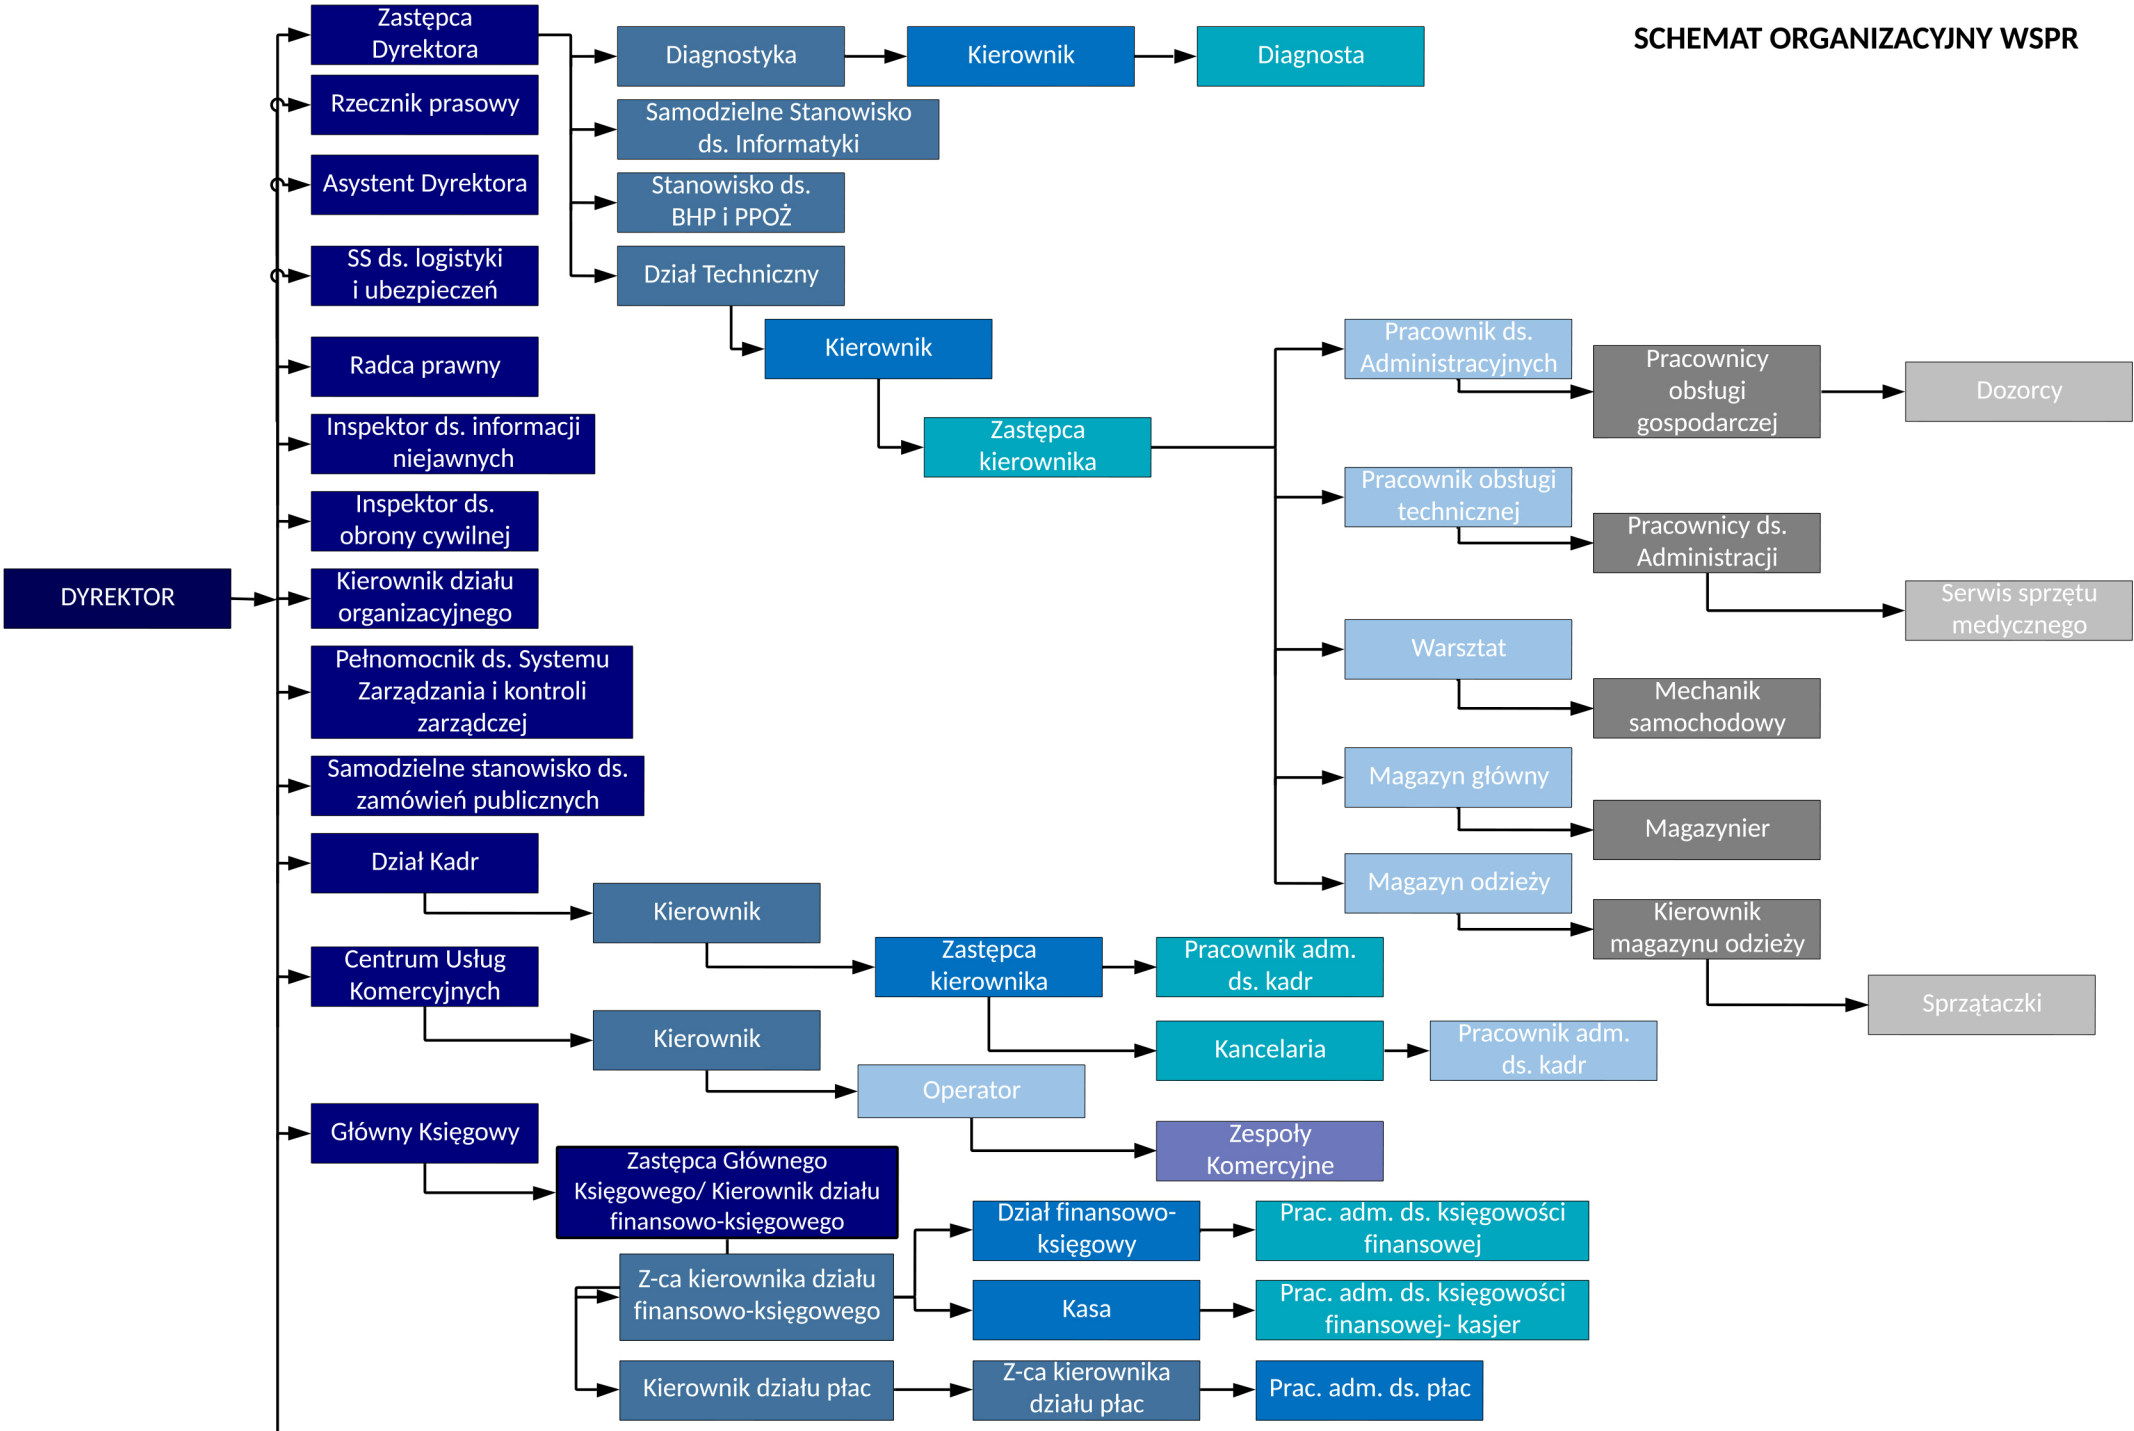 SCHEMAT ORGANIZACYJNY WSPR
DYREKTOR
Zastępca
Dyrektora
Rzecznik prasowy
Asystent Dyrektora
SS ds. logistyki
i ubezpieczeń
Radca prawny
Inspektor ds. informacji
niejawnych
Inspektor ds.
obrony cywilnej
Kierownik działu
organizacyjnego
Pełnomocnik ds. Systemu
Zarządzania i kontroli
zarządczej
Samodzielne stanowisko ds.
zamówień publicznych
Dział Kadr
Centrum Usług
Komercyjnych
Główny Księgowy
Diagnostyka
Kierownik
Diagnosta
Samodzielne Stanowisko
ds. Informatyki
Stanowisko ds.
BHP i PPOŻ
Dział Techniczny
Kierownik
Zastępca
kierownika
Pracownik ds.
Administracyjnych
Pracownicy
obsługi
gospodarczej
Dozorcy
Pracownik obsługi
technicznej
Pracownicy ds.
Administracji
Serwis sprzętu
medycznego
Warsztat
Mechanik
samochodowy
Magazyn główny
Magazynier
Magazyn odzieży
Kierownik
magazynu odzieży
Sprzątaczki
Kierownik
Zastępca
kierownika
Pracownik adm.
ds. kadr
Kancelaria
Pracownik adm.
ds. kadr
Kierownik
Operator
Zespoły
Komercyjne
Zastępca Głównego
Księgowego/ Kierownik działu
finansowo-księgowego
Z-ca kierownika działu
finansowo-księgowego
Dział finansowo-
księgowy
Prac. adm. ds. księgowości
finansowej
Kasa
Prac. adm. ds. księgowości
finansowej- kasjer
Kierownik działu płac
Z-ca kierownika
działu płac
Prac. adm. ds. płac